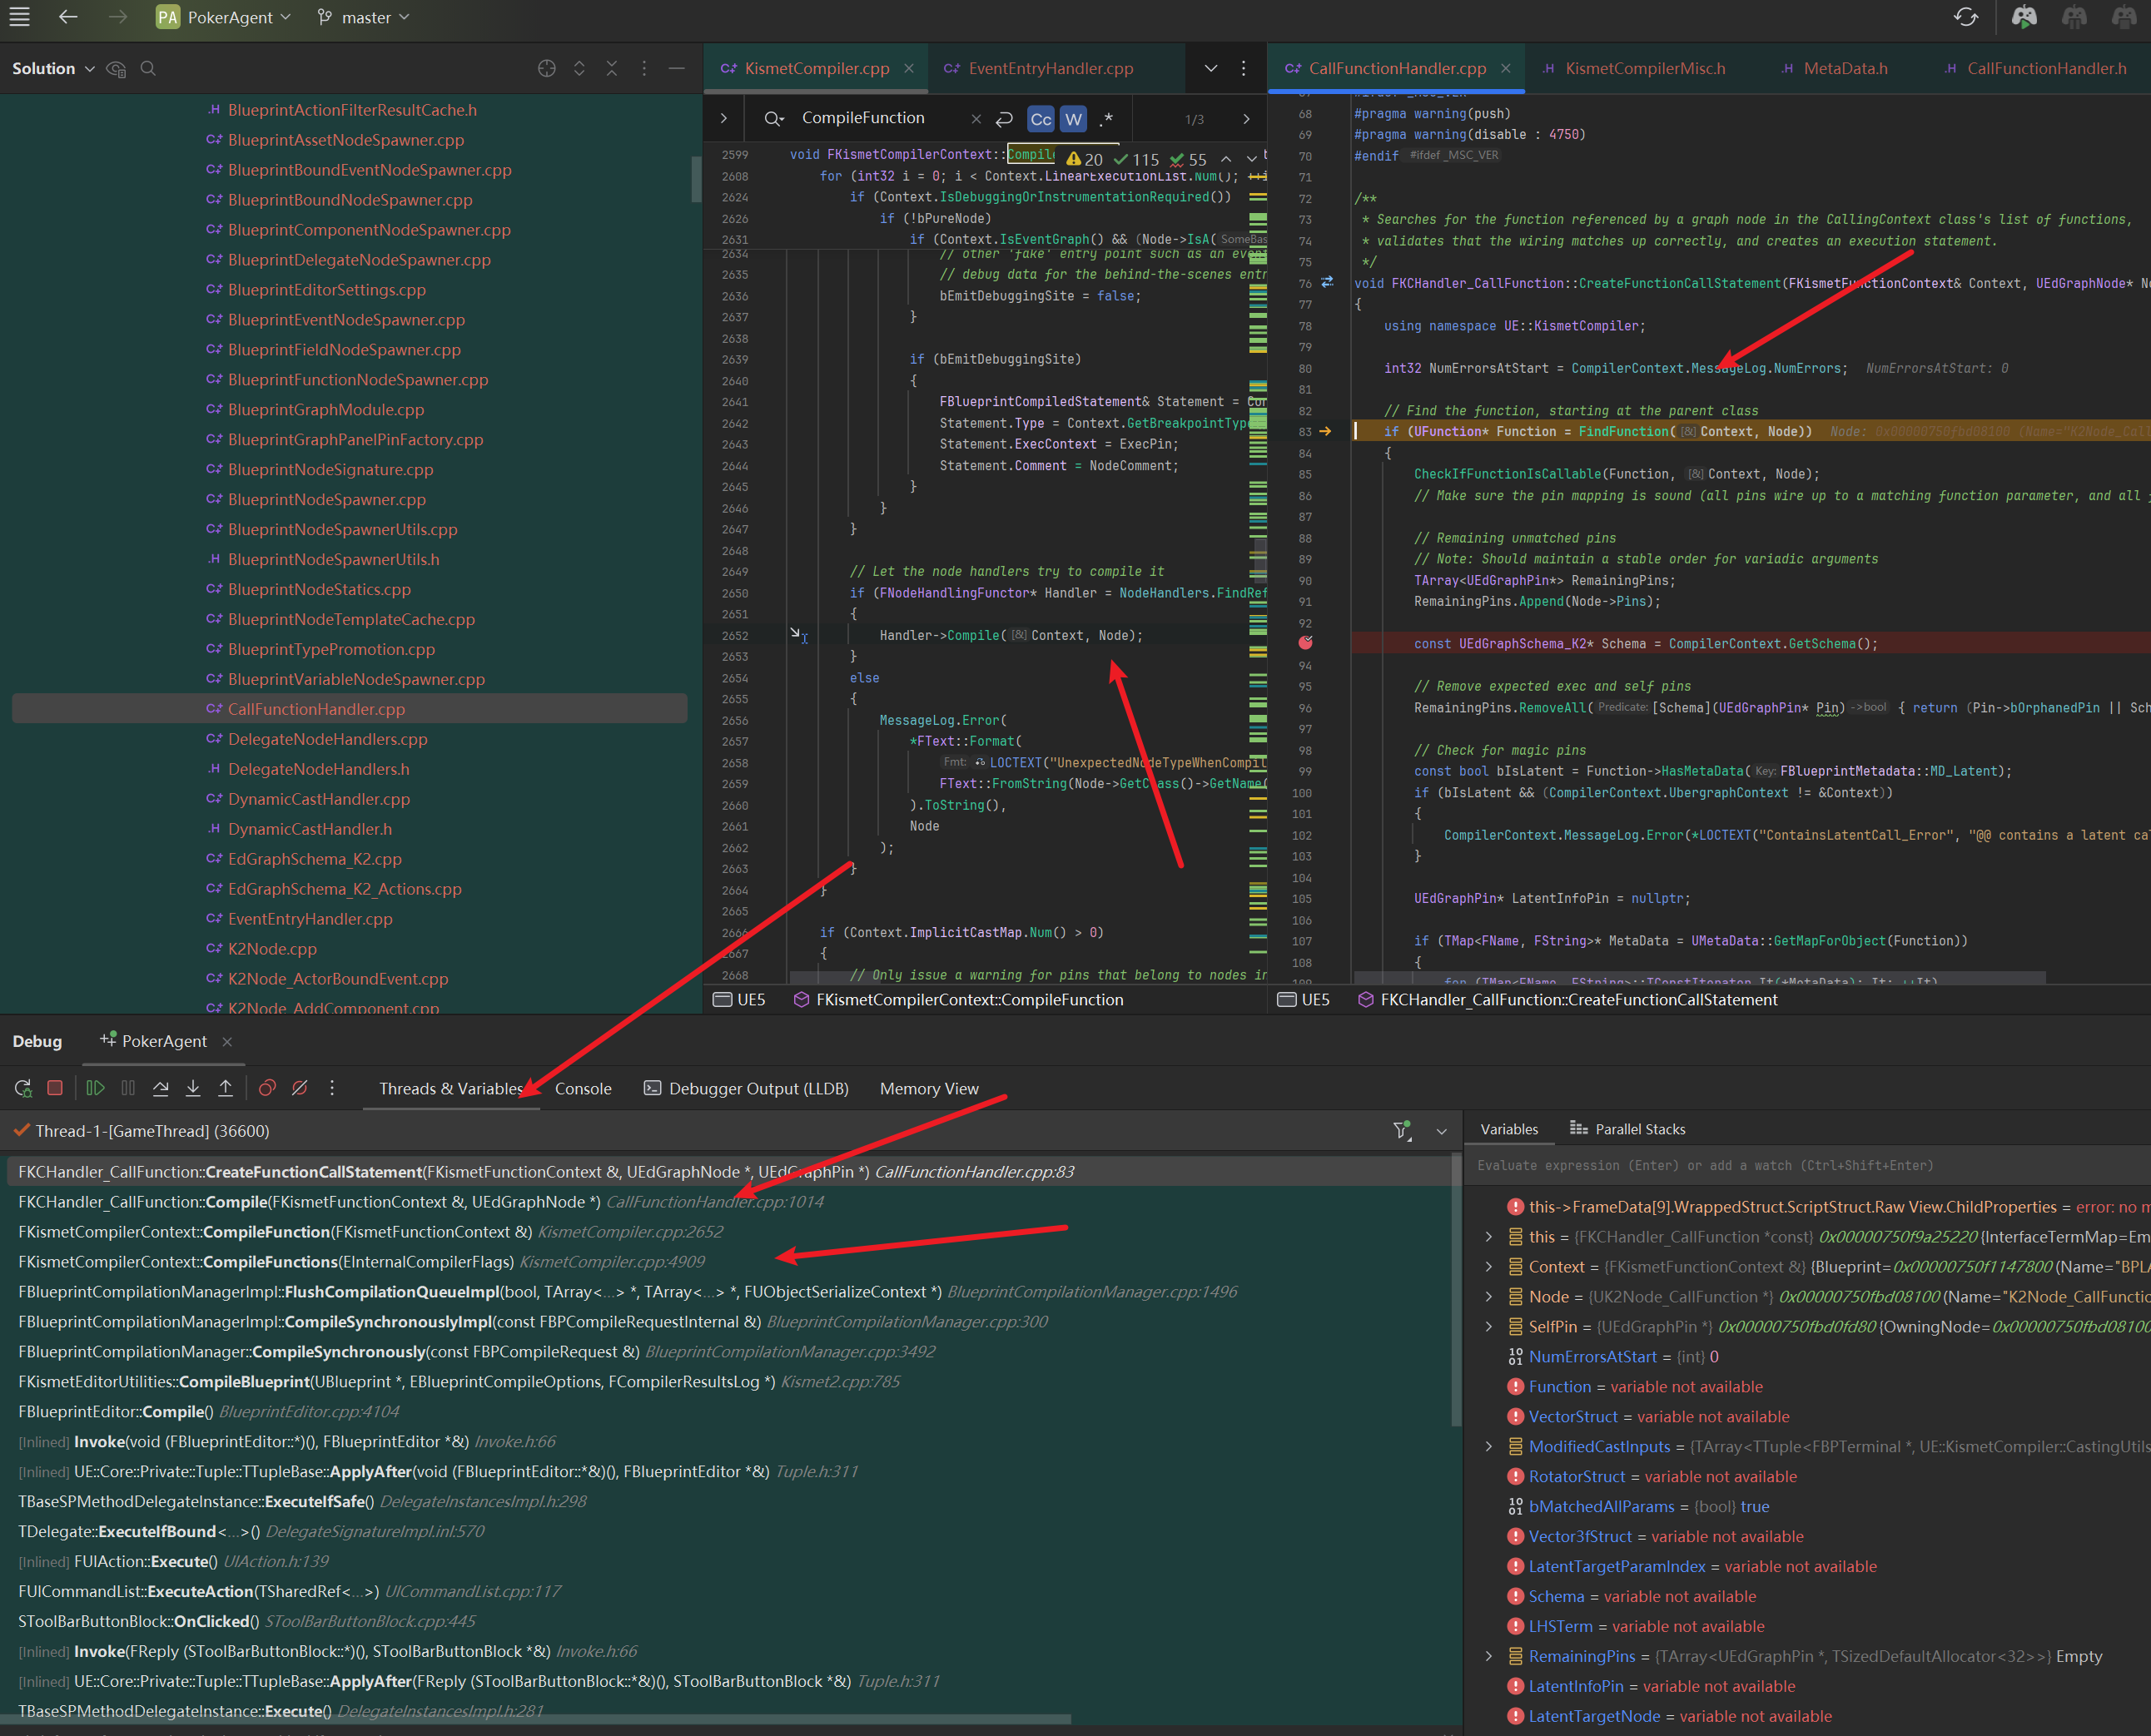 PA PokerAgent master
Solution
BlueprintActionFilterResultCache.h
BlueprintAssetNodeSpawner.cpp
BlueprintBoundEventNodeSpawner.cpp
BlueprintBoundNodeSpawner.cpp
BlueprintComponentNodeSpawner.cpp
BlueprintDelegateNodeSpawner.cpp
BlueprintEditorSettings.cpp
BlueprintEventNodeSpawner.cpp
BlueprintFieldNodeSpawner.cpp
BlueprintFunctionNodeSpawner.cpp
BlueprintGraphModule.cpp
BlueprintGraphPanelPinFactory.cpp
BlueprintNodeSignature.cpp
BlueprintNodeSpawner.cpp
BlueprintNodeSpawnerUtils.cpp
BlueprintNodeSpawnerUtils.h
BlueprintNodeStatics.cpp
BlueprintNodeTemplateCache.cpp
BlueprintTypePromotion.cpp
BlueprintVariableNodeSpawner.cpp
CallFunctionHandler.cpp
DelegateNodeHandlers.cpp
DelegateNodeHandlers.h
DynamicCastHandler.cpp
DynamicCastHandler.h
EdGraphSchema_K2.cpp
EdGraphSchema_K2_Actions.cpp
EventEntryHandler.cpp
K2Node.cpp
K2Node_ActorBoundEvent.cpp
K2Node_AddComponent.cpp
KismetCompiler.cpp EventEntryHandler.cpp
CompileFunction Cc W .* 1/3
2599 void FKismetCompilerContext::Compile 20 115 55
2608 for (int32 i = 0; i < Context.LinearExecutionList.Num(); ++i
2624 if (Context.IsDebuggingOrInstrumentationRequired())
2626 if (!bPureNode)
2631 if (Context.IsEventGraph() && (Node->IsA( SomeBas
2634 // other 'fake' entry point such as an even
2635 // debug data for the behind-the-scenes entr
2636 bEmitDebuggingSite = false;
2637 }
2638
2639 if (bEmitDebuggingSite)
2640 {
2641 FBlueprintCompiledStatement& Statement = Con
2642 Statement.Type = Context.GetBreakpointType
2643 Statement.ExecContext = ExecPin;
2644 Statement.Comment = NodeComment;
2645 }
2646 }
2647 }
2648
2649 // Let the node handlers try to compile it
2650 if (FNodeHandlingFunctor* Handler = NodeHandlers.FindRef
2651 {
2652 Handler->Compile([&] Context, Node);
2653 }
2654 else
2655 {
2656 MessageLog.Error(
2657 *FText::Format(
2658 Fmt: LOCTEXT("UnexpectedNodeTypeWhenCompil
2659 FText::FromString(Node->GetClass()->GetName(
2660 ).ToString(),
2661 Node
2662 );
2663 }
2664 }
2665
2666 if (Context.ImplicitCastMap.Num() > 0)
2667 {
2668 // Only issue a warning for pins that belong to nodes in
UE5 FKismetCompilerContext::CompileFunction
CallFunctionHandler.cpp KismetCompilerMisc.h MetaData.h CallFunctionHandler.h
68 #pragma warning(push)
69 #pragma warning(disable : 4750)
70 #endif #ifdef _MSC_VER
71
72 /**
73 * Searches for the function referenced by a graph node in the CallingContext class's list of functions,
74 * validates that the wiring matches up correctly, and creates an execution statement.
75 */
76 void FKCHandler_CallFunction::CreateFunctionCallStatement(FKismetFunctionContext& Context, UEdGraphNode* No
77 {
78 using namespace UE::KismetCompiler;
79
80 int32 NumErrorsAtStart = CompilerContext.MessageLog.NumErrors; NumErrorsAtStart: 0
81
82 // Find the function, starting at the parent class
83 if (UFunction* Function = FindFunction([&] Context, Node)) Node: 0x00000750fbd08100 (Name="K2Node_Call
84 {
85 CheckIfFunctionIsCallable(Function, [&] Context, Node);
86 // Make sure the pin mapping is sound (all pins wire up to a matching function parameter, and all
87
88 // Remaining unmatched pins
89 // Note: Should maintain a stable order for variadic arguments
90 TArray<UEdGraphPin*> RemainingPins;
91 RemainingPins.Append(Node->Pins);
92
const UEdGraphSchema_K2* Schema = CompilerContext.GetSchema();
94
95 // Remove expected exec and self pins
96 RemainingPins.RemoveAll( Predicate: [Schema](UEdGraphPin* Pin) ->bool { return (Pin->bOrphanedPin || Sch
97
98 // Check for magic pins
99 const bool bIsLatent = Function->HasMetaData( Key: FBlueprintMetadata::MD_Latent);
100 if (bIsLatent && (CompilerContext.UbergraphContext != &Context))
101 {
102 CompilerContext.MessageLog.Error(*LOCTEXT("ContainsLatentCall_Error", "@@ contains a latent ca
103 }
104
105 UEdGraphPin* LatentInfoPin = nullptr;
106
107 if (TMap<FName, FString>* MetaData = UMetaData::GetMapForObject(Function))
108 {
109 for (TMap<FName, FString>::TConstIterator It(*MetaData); It; ++It)
UE5 FKCHandler_CallFunction::CreateFunctionCallStatement
Debug PokerAgent
Threads & Variables Console Debugger Output (LLDB) Memory View
Thread-1-[GameThread] (36600)
FKCHandler_CallFunction::CreateFunctionCallStatement(FKismetFunctionContext &, UEdGraphNode *, UEdGraphPin *) CallFunctionHandler.cpp:83
FKCHandler_CallFunction::Compile(FKismetFunctionContext &, UEdGraphNode *) CallFunctionHandler.cpp:1014
FKismetCompilerContext::CompileFunction(FKismetFunctionContext &) KismetCompiler.cpp:2652
FKismetCompilerContext::CompileFunctions(EInternalCompilerFlags) KismetCompiler.cpp:4909
FBlueprintCompilationManagerImpl::FlushCompilationQueueImpl(bool, TArray<...> *, TArray<...> *, FUObjectSerializeContext *) BlueprintCompilationManager.cpp:1496
FBlueprintCompilationManagerImpl::CompileSynchronouslyImpl(const FBPCompileRequestInternal &) BlueprintCompilationManager.cpp:300
FBlueprintCompilationManager::CompileSynchronously(const FBPCompileRequest &) BlueprintCompilationManager.cpp:3492
FKismetEditorUtilities::CompileBlueprint(UBlueprint *, EBlueprintCompileOptions, FCompilerResultsLog *) Kismet2.cpp:785
FBlueprintEditor::Compile() BlueprintEditor.cpp:4104
[Inlined] Invoke(void (FBlueprintEditor::*)(), FBlueprintEditor *&) Invoke.h:66
[Inlined] UE::Core::Private::Tuple::TTupleBase::ApplyAfter(void (FBlueprintEditor::*&)(), FBlueprintEditor *&) Tuple.h:311
TBaseSPMethodDelegateInstance::ExecuteIfSafe() DelegateInstancesImpl.h:298
TDelegate::ExecuteIfBound<...>() DelegateSignatureImpl.inl:570
[Inlined] FUIAction::Execute() UIAction.h:139
FUICommandList::ExecuteAction(TSharedRef<...>) UICommandList.cpp:117
SToolBarButtonBlock::OnClicked() SToolBarButtonBlock.cpp:445
[Inlined] Invoke(FReply (SToolBarButtonBlock::*)(), SToolBarButtonBlock *&) Invoke.h:66
[Inlined] UE::Core::Private::Tuple::TTupleBase::ApplyAfter(FReply (SToolBarButtonBlock::*&)(), SToolBarButtonBlock *&) Tuple.h:311
TBaseSPMethodDelegateInstance::Execute() DelegateInstancesImpl.h:281
Variables Parallel Stacks
Evaluate expression (Enter) or add a watch (Ctrl+Shift+Enter)
this->FrameData[9].WrappedStruct.ScriptStruct.Raw View.ChildProperties = error: no m
this = {FKCHandler_CallFunction *const} 0x00000750f9a25220 {InterfaceTermMap=Em
Context = {FKismetFunctionContext &} {Blueprint=0x00000750f1147800 (Name="BPLA
Node = {UK2Node_CallFunction *} 0x00000750fbd08100 (Name="K2Node_CallFunctio
SelfPin = {UEdGraphPin *} 0x00000750fbd0fd80 {OwningNode=0x00000750fbd08100
NumErrorsAtStart = {int} 0
Function = variable not available
VectorStruct = variable not available
ModifiedCastInputs = {TArray<TTuple<FBPTerminal *, UE::KismetCompiler::CastingUtils
RotatorStruct = variable not available
bMatchedAllParams = {bool} true
Vector3fStruct = variable not available
LatentTargetParamIndex = variable not available
Schema = variable not available
LHSTerm = variable not available
RemainingPins = {TArray<UEdGraphPin *, TSizedDefaultAllocator<32>>} Empty
LatentInfoPin = variable not available
LatentTargetNode = variable not available